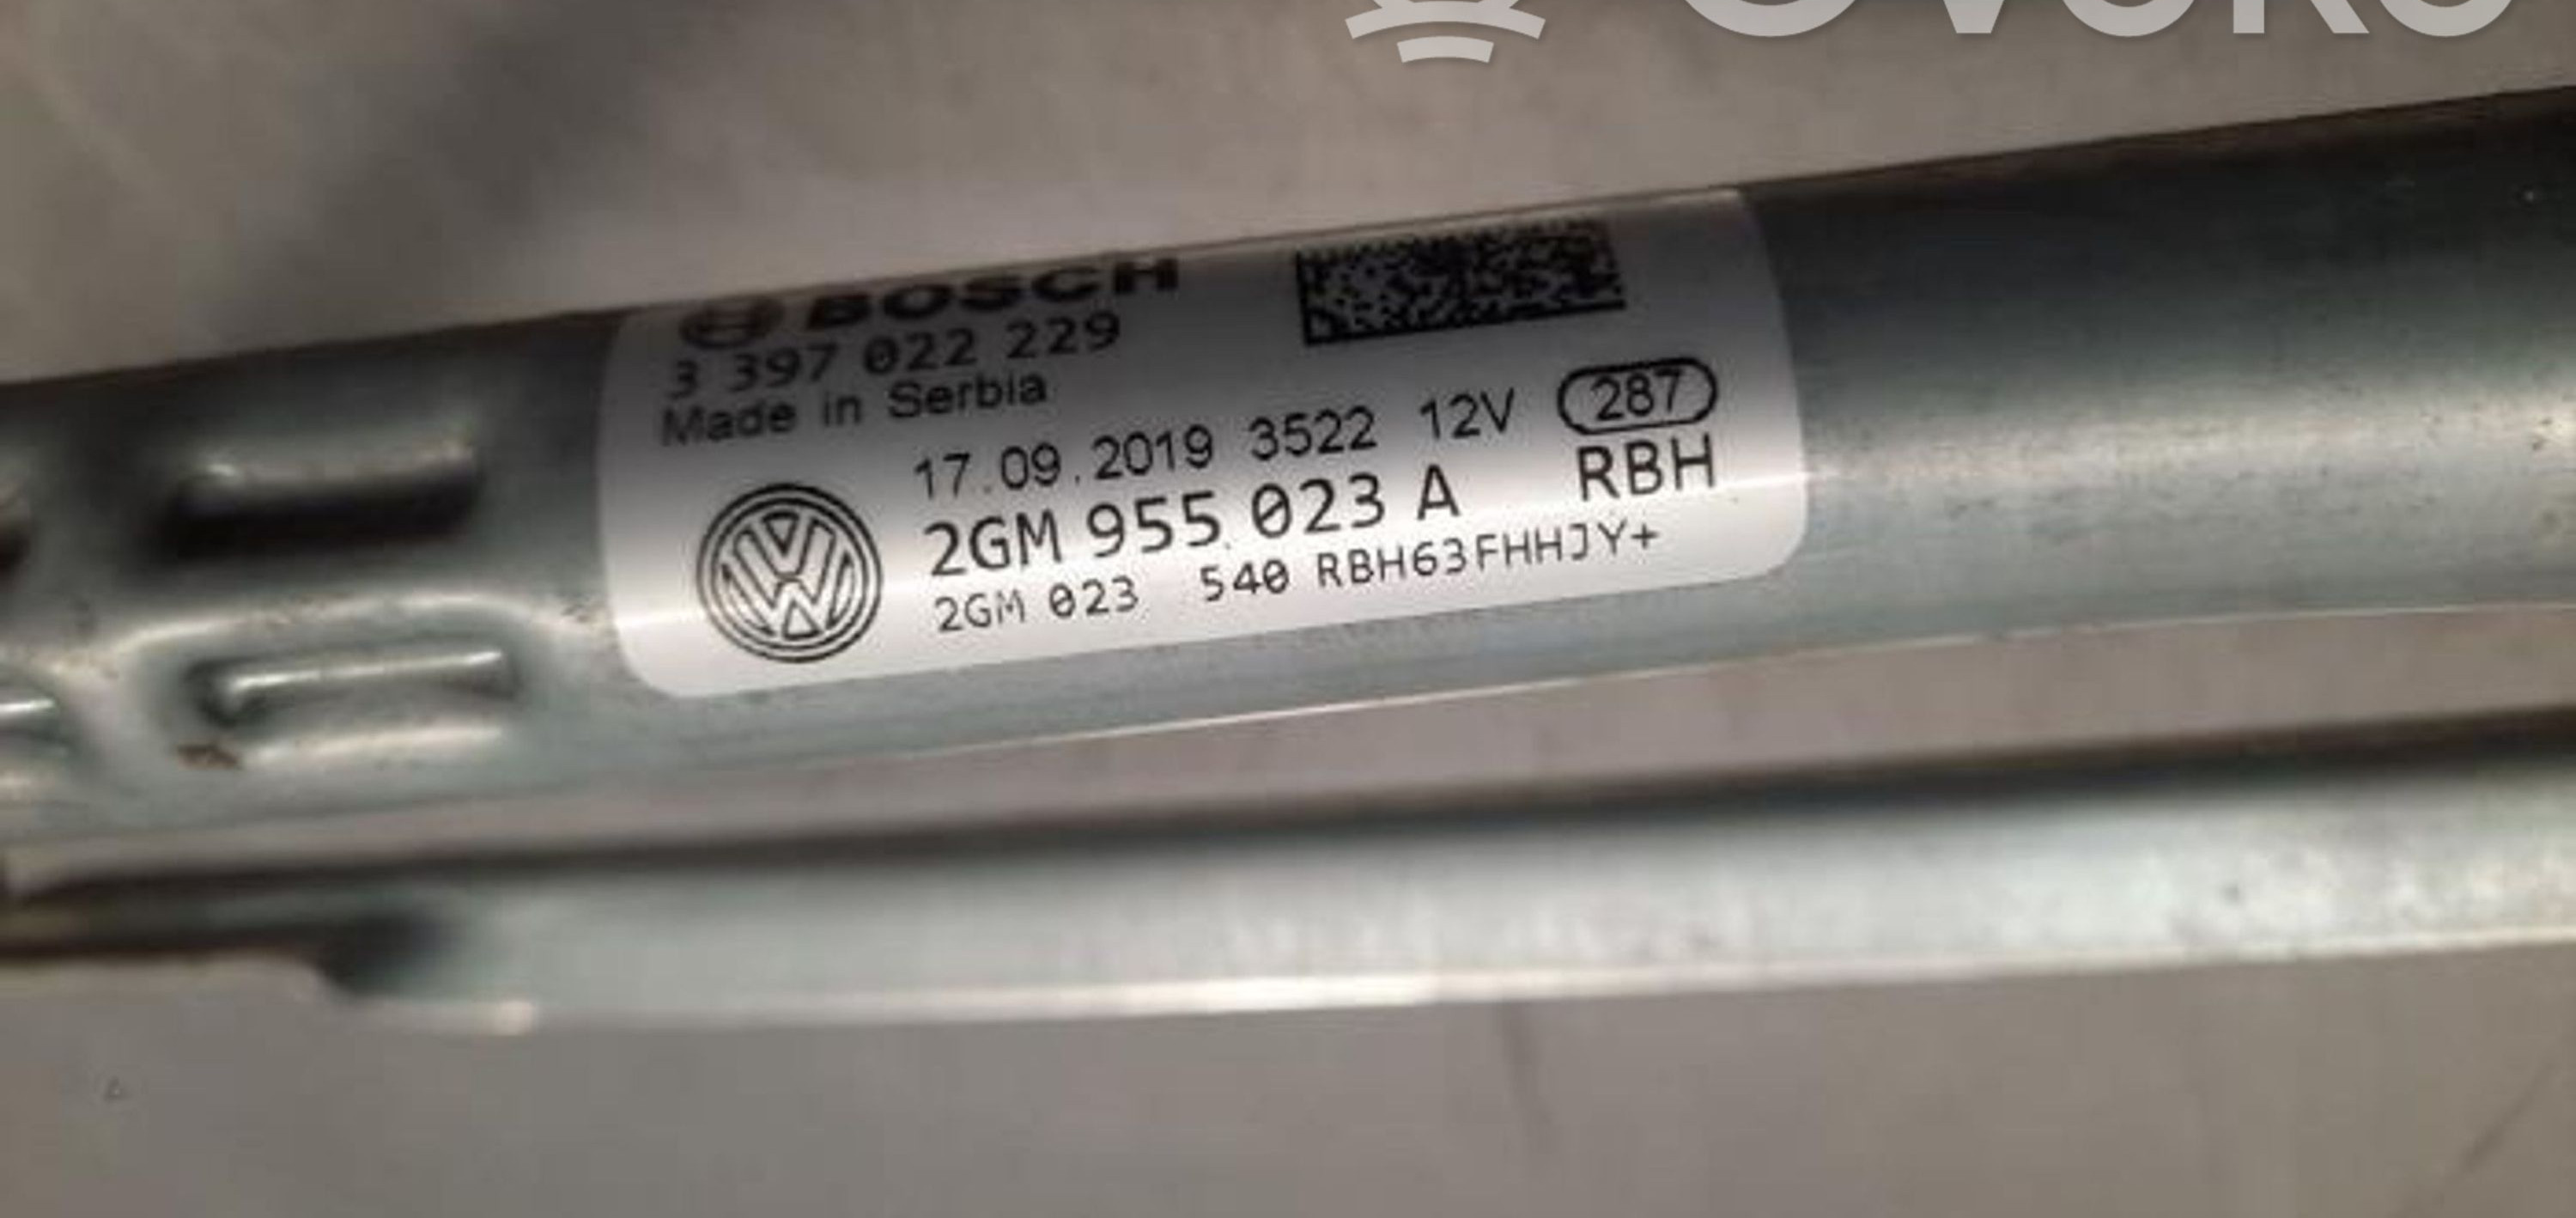 BOSCH
3 397 022 229
Made in Serbia
17.09.2019 3522 12V 287
2GM 955 023 A RBH
2GM 023 540 RBH63FHHJY+